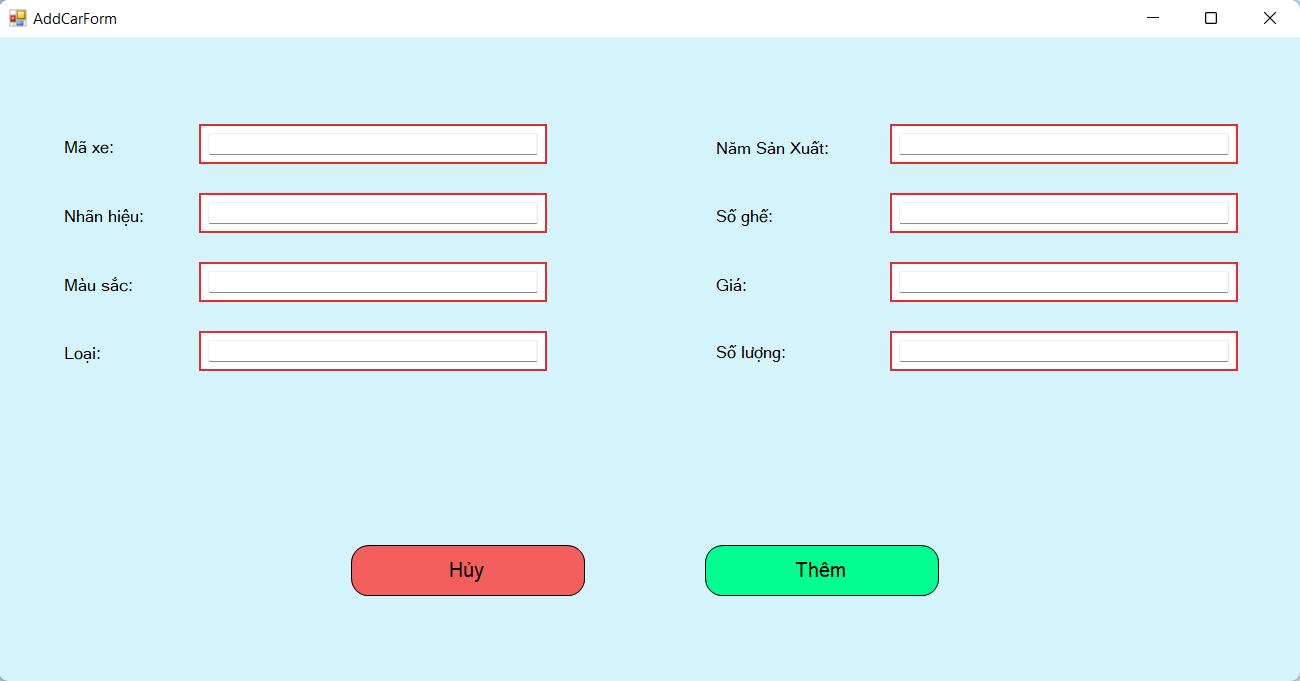 AddCarForm
Mã xe:
Năm Sản Xuất:
Nhãn hiệu:
Số ghế:
Màu sắc:
Giá:
Loại:
Số lượng:
Hủy
Thêm